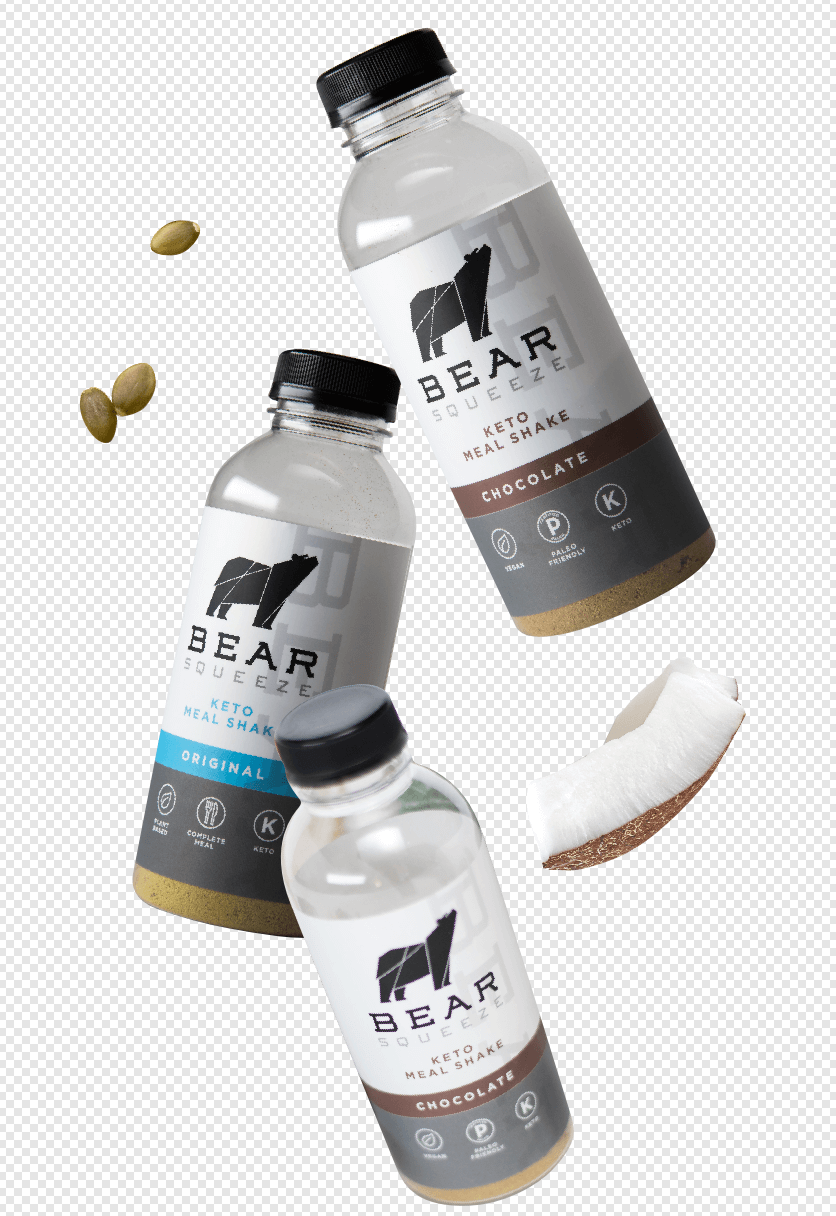 BEAR
BEAR
SQUEEZE
KETO
MEAL SHAKE
CHOCOLATE
VEGAN
P
PALEO
FRIENDLY
K
KETO
BEAR
SQUEEZE
KETO
MEAL SHAK
ORIGINAL
PLANT
BASED
COMPLETE
MEAL
K
KETO
BEAR
SQUEEZE
KETO
MEAL SHAKE
CHOCOLATE
VEGAN
P
PALEO
FRIENDLY
K
KETO